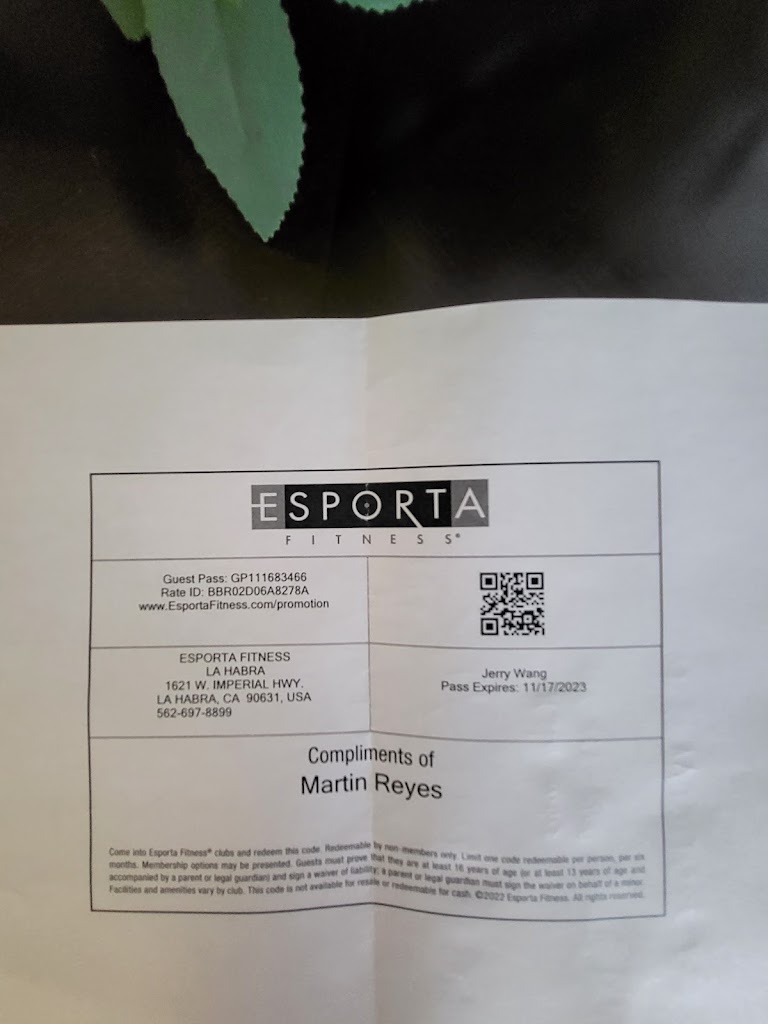 ESPORTA
FITNESS®
Guest Pass: GP111683466
Rate ID: BBR02D06A8278A
www.EsportaFitness.com/promotion
ESPORTA FITNESS
LA HABRA
1621 W. IMPERIAL HWY.
LA HABRA, CA 90631, USA
562-697-8899
Jerry Wang
Pass Expires: 11/17/2023
Compliments of
Martin Reyes
Come into Esporta Fitness® clubs and redeem this code. Redeemable by non-members only. Limit one code redeemable per person, per six
months. Membership options may be presented. Guests must prove that they are at least 18 years of age (or at least 13 years of age and
accompanied by a parent or legal guardian) and sign a waiver of liability; a parent or legal guardian must sign the waiver on behalf of a minor.
Facilities and amenities vary by club. This code is not available for resale or redeemable for cash. ©2022 Esporta Fitness. All rights reserved.